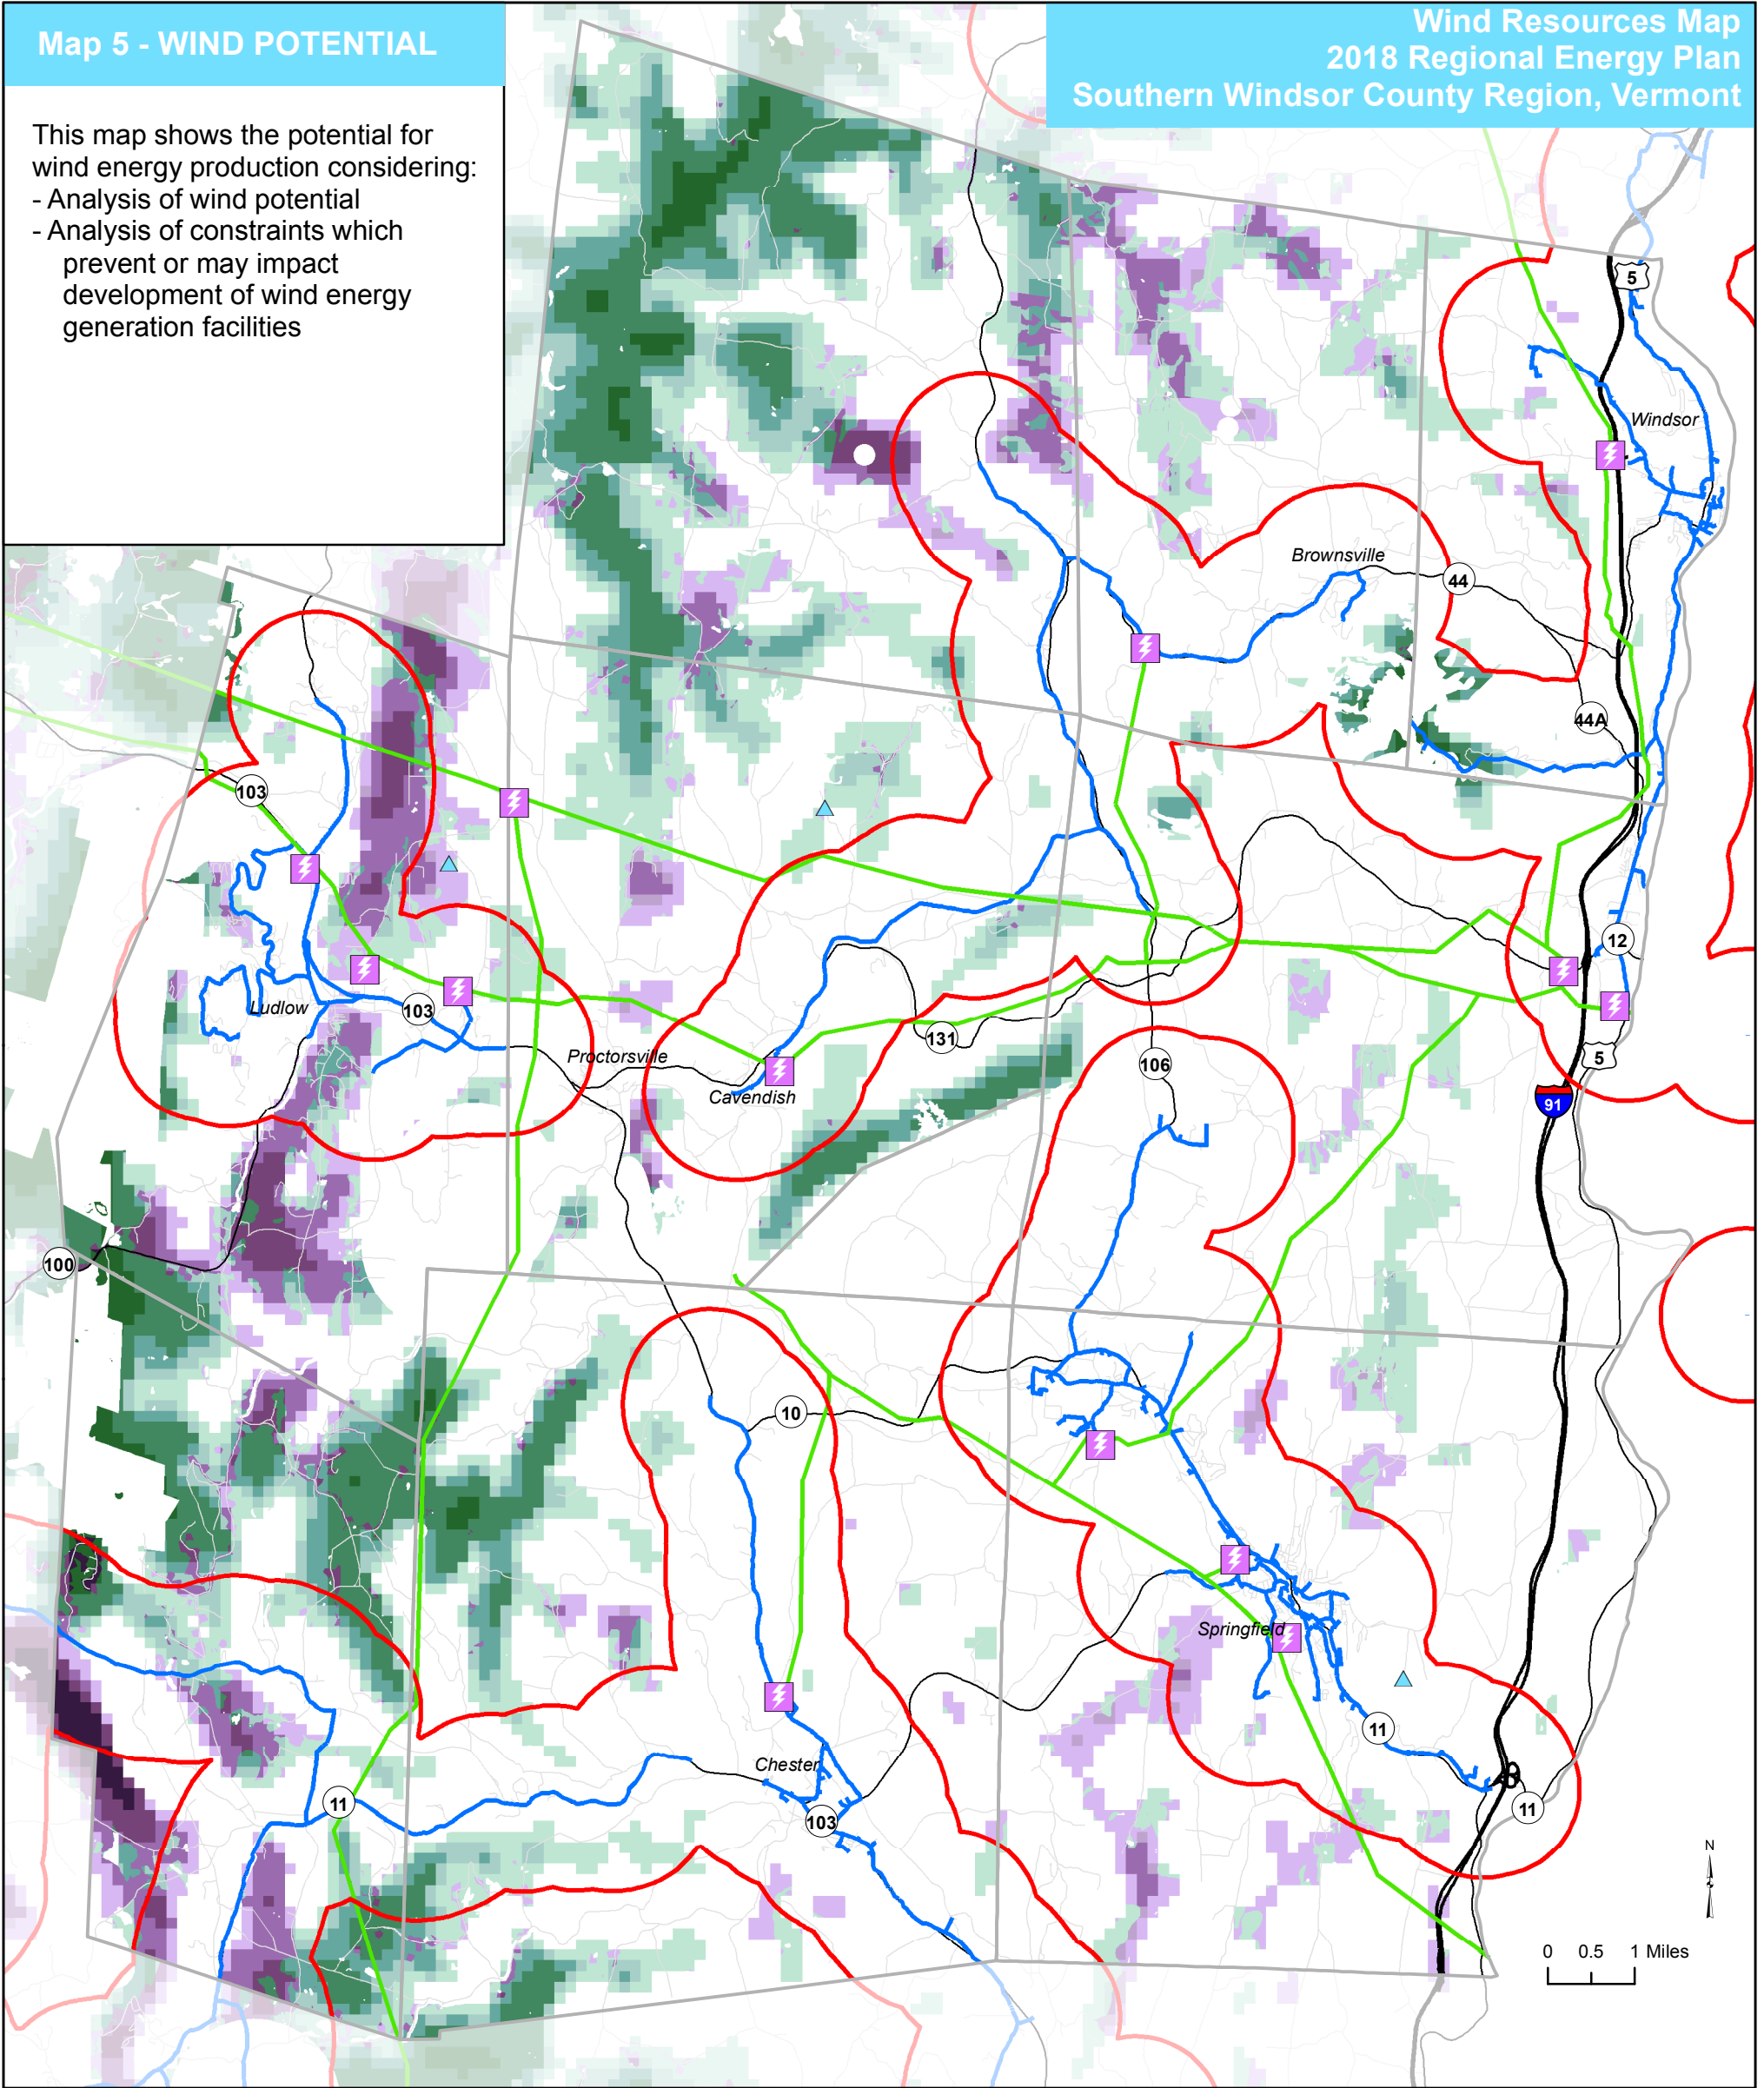 Map 5 - WIND POTENTIAL
Wind Resources Map
2018 Regional Energy Plan
Southern Windsor County Region, Vermont
This map shows the potential for
wind energy production considering:
- Analysis of wind potential
- Analysis of constraints which
prevent or may impact
development of wind energy
generation facilities
5
Windsor
Brownsville
44
44A
103
12
Ludlow
103
131
Proctorsville
Cavendish
106
5
91
100
10
Springfield
11
Chester
11
103
11
N
0 0.5 1 Miles